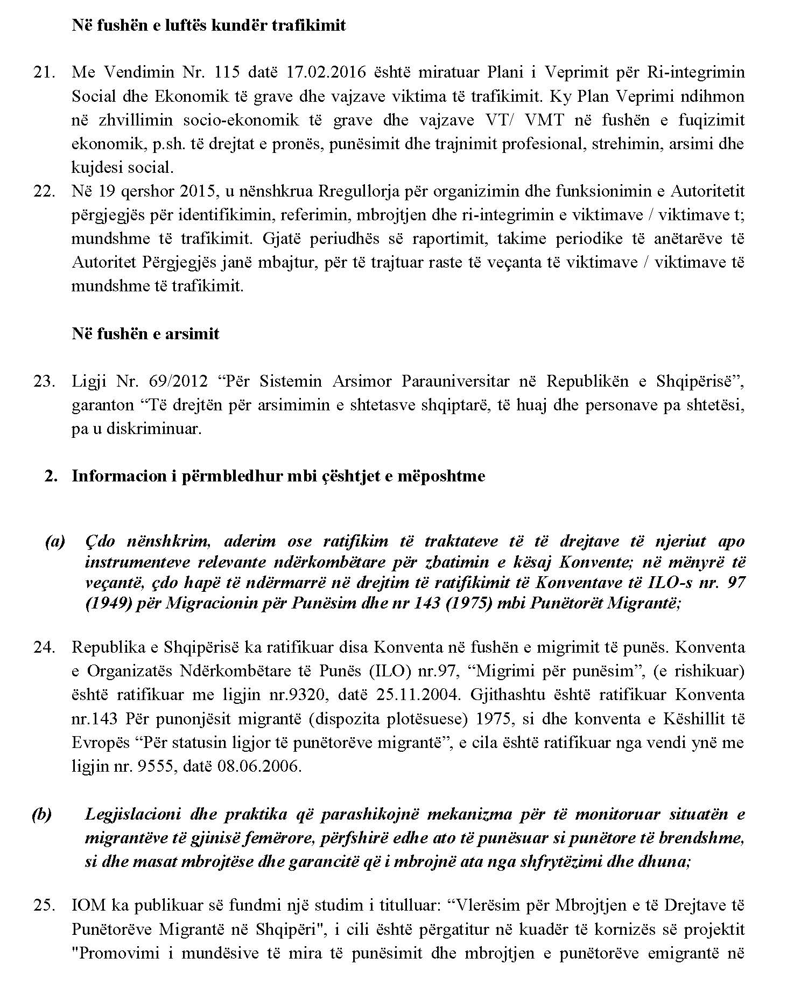 Në fushën e luftës kundër trafikimit
21. Me Vendimin Nr. 115 datë 17.02.2016 është miratuar Plani i Veprimit për Ri-integrimin
Social dhe Ekonomik të grave dhe vajzave viktima të trafikimit. Ky Plan Veprimi ndihmon
në zhvillimin socio-ekonomik të grave dhe vajzave VT/ VMT në fushën e fuqizimit
ekonomik, p.sh. të drejtat e pronës, punësimit dhe trajnimit profesional, strehimin, arsimi dhe
kujdesi social.
22. Në 19 qershor 2015, u nënshkrua Rregullorja për organizimin dhe funksionimin e Autoritetit
përgjegjës për identifikimin, referimin, mbrojtjen dhe ri-integrimin e viktimave / viktimave t;
mundshme të trafikimit. Gjatë periudhës së raportimit, takime periodike të anëtarëve të
Autoritet Përgjegjës janë mbajtur, për të trajtuar raste të veçanta të viktimave / viktimave të
mundshme të trafikimit.
Në fushën e arsimit
23. Ligji Nr. 69/2012 “Për Sistemin Arsimor Parauniversitar në Republikën e Shqipërisë”,
garanton “Të drejtën për arsimimin e shtetasve shqiptarë, të huaj dhe personave pa shtetësi,
pa u diskriminuar.
2. Informacion i përmbledhur mbi çështjet e mëposhtme
(a) Çdo nënshkrim, aderim ose ratifikim të traktateve të të drejtave të njeriut apo
instrumenteve relevante ndërkombëtare për zbatimin e kësaj Konvente; në mënyrë të
veçantë, çdo hapë të ndërmarrë në drejtim të ratifikimit të Konventave të ILO-s nr. 97
(1949) për Migracionin për Punësim dhe nr 143 (1975) mbi Punëtorët Migrantë;
24. Republika e Shqipërisë ka ratifikuar disa Konventa në fushën e migrimit të punës. Konventa
e Organizatës Ndërkombëtare të Punës (ILO) nr.97, “Migrimi për punësim”, (e rishikuar)
është ratifikuar me ligjin nr.9320, datë 25.11.2004. Gjithashtu është ratifikuar Konventa
nr.143 Për punonjësit migrantë (dispozita plotësuese) 1975, si dhe konventa e Këshillit të
Evropës “Për statusin ligjor të punëtorëve migrantë”, e cila është ratifikuar nga vendi ynë me
ligjin nr. 9555, datë 08.06.2006.
(b) Legjislacioni dhe praktika që parashikojnë mekanizma për të monitoruar situatën e
migrantëve të gjinisë femërore, përfshirë edhe ato të punësuar si punëtore të brendshme,
si dhe masat mbrojtëse dhe garancitë që i mbrojnë ata nga shfrytëzimi dhe dhuna;
25. IOM ka publikuar së fundmi një studim i titulluar: “Vlerësim për Mbrojtjen e të Drejtave të
Punëtorëve Migrantë në Shqipëri", i cili është përgatitur në kuadër të kornizës së projektit
"Promovimi i mundësive të mira të punësimit dhe mbrojtjen e punëtorëve emigrantë në